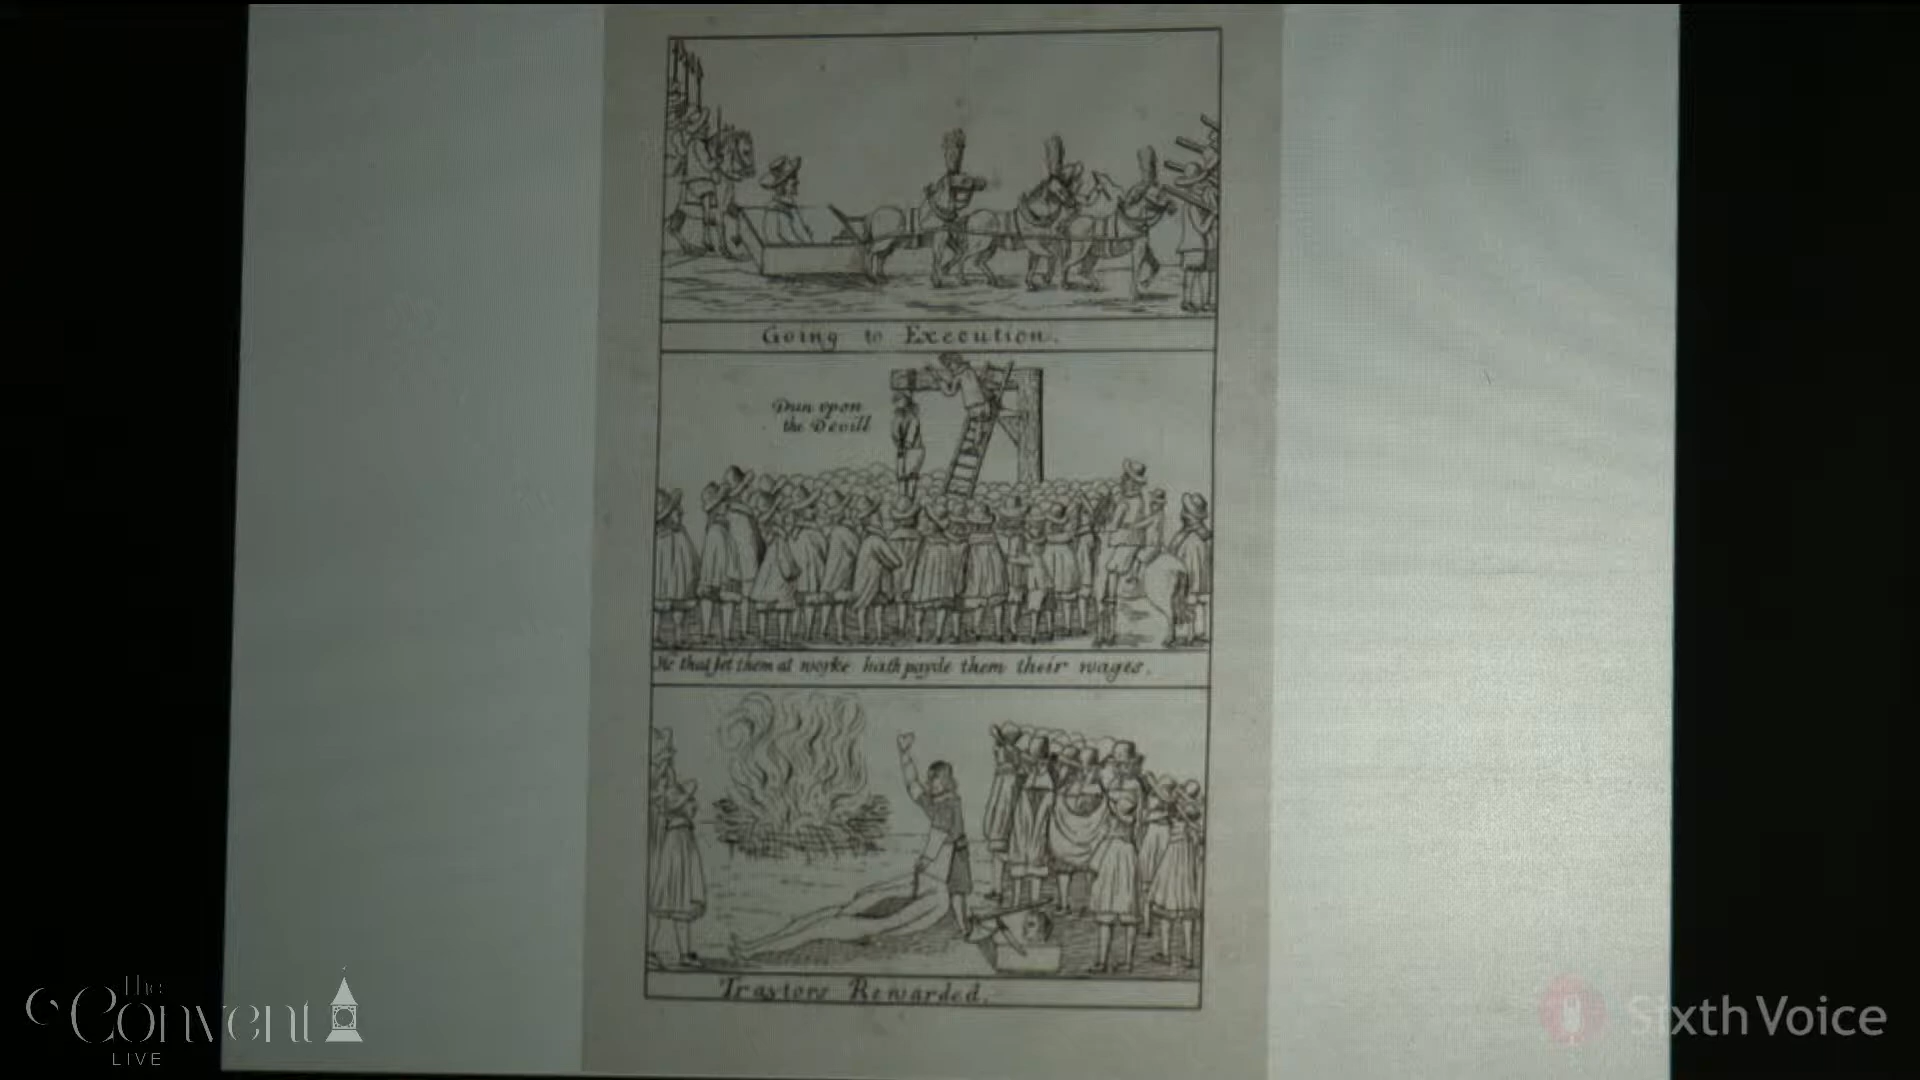 Going to Execution.
Dun vpon
the Devill
He that set them at worke hath payde them their wages.
Traytors Rewarded.
The
Convent
LIVE
SixthVoice